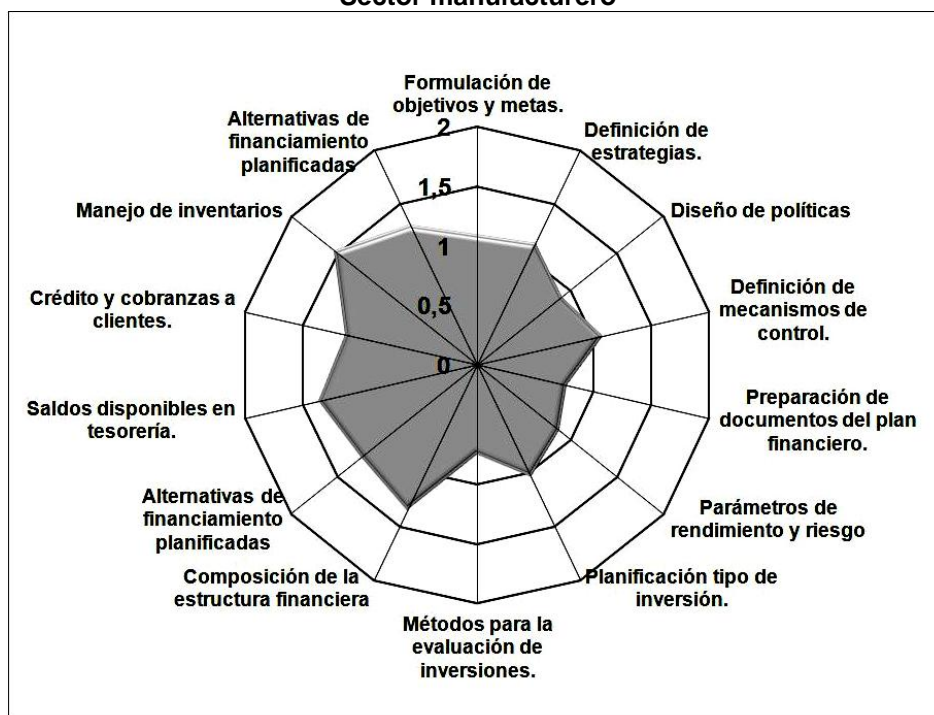 Sector manufacturero
Formulación de
objetivos y metas.
Definición de
estrategias.
Diseño de políticas
Definición de
mecanismos de
control.
Preparación de
documentos del plan
financiero.
Parámetros de
rendimiento y riesgo
Planificación tipo de
inversión.
Métodos para la
evaluación de
inversiones.
Composición de la
estructura financiera
Alternativas de
financiamiento
planificadas
Saldos disponibles en
tesorería.
Crédito y cobranzas a
clientes.
Manejo de inventarios
Alternativas de
financiamiento
planificadas
2
1,5
1
0,5
0